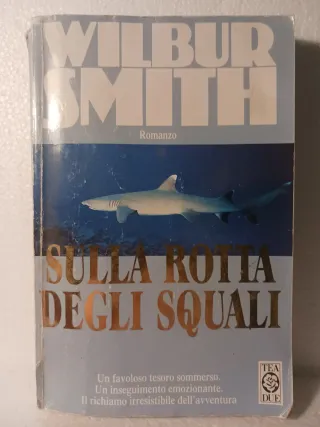 WILBUR
SMITH
Romanzo
SULLA ROTTA
DEGLI SQUALI
Un favoloso tesoro sommerso.
Un inseguimento emozionante.
Il richiamo irresistibile dell'avventura
TEA
DUE